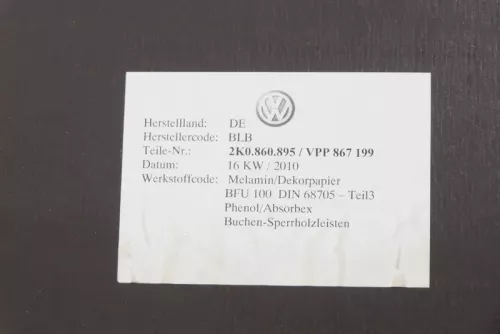 Herstellland: DE
Herstellercode: BLB
Teile-Nr.: 2K0.860.895 / VPP 867 199
Datum: 16 KW / 2010
Werkstoffcode: Melamin/Dekorpapier
BFU 100 DIN 68705 – Teil3
Phenol/Absorbex
Buchen-Sperrholzleisten